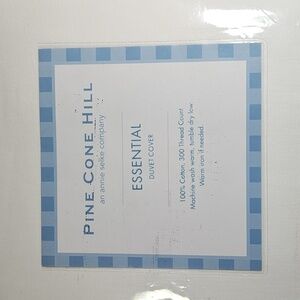 PINE CONE HILL
an annie selke company
ESSENTIAL
DUVET COVER
100% Cotton, 300 Thread Count
Machine wash warm, tumble dry low
Warm iron if needed.